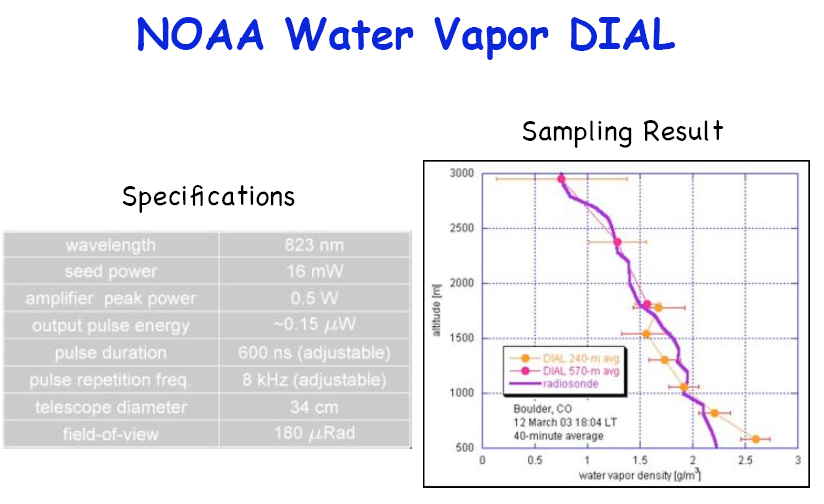 NOAA Water Vapor DIAL
Sampling Result
Specifications
wavelength 823 nm
seed power 16 mW
amplifier peak power 0.5 W
output pulse energy ~0.15 μW
pulse duration 600 ns (adjustable)
pulse repetition freq. 8 kHz (adjustable)
telescope diameter 34 cm
field-of-view 180 μRad
3000
2500
2000
1500
1000
500
altitude [m]
DIAL 240-m avg
DIAL 570-m avg
radiosonde
Boulder, CO
12 March 03 18:04 LT
40-minute average
0 0.5 1 1.5 2 2.5 3
water vapor density [g/m³]